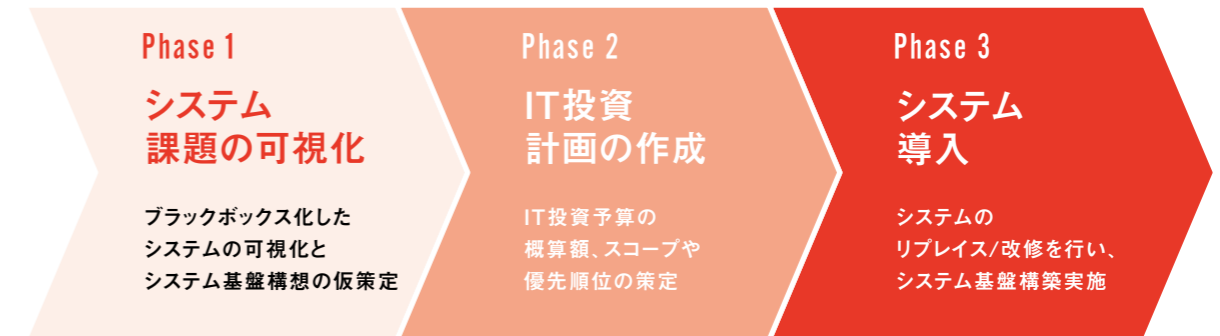 Phase 1
システム
課題の可視化
ブラックボックス化した
システムの可視化と
システム基盤構想の仮策定
Phase 2
IT投資
計画の作成
IT投資予算の
概算額、スコープや
優先順位の策定
Phase 3
システム
導入
システムの
リプレイス/改修を行い、
システム基盤構築実施